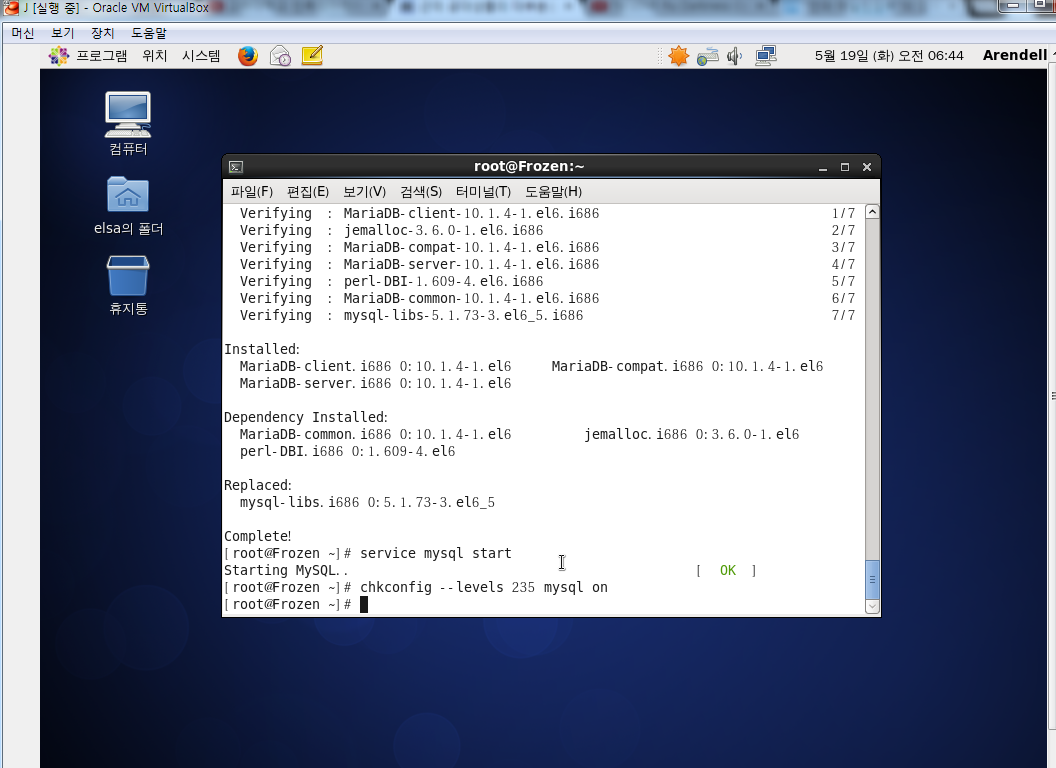 J [실행 중] - Oracle VM VirtualBox
머신 보기 장치 도움말
프로그램 위치 시스템 5월 19일 (화) 오전 06:44 Arendell
컴퓨터
elsa의 폴더
휴지통
root@Frozen:~
파일(F) 편집(E) 보기(V) 검색(S) 터미널(T) 도움말(H)
Verifying : MariaDB-client-10.1.4-1.el6.i686 1/7
Verifying : jemalloc-3.6.0-1.el6.i686 2/7
Verifying : MariaDB-compat-10.1.4-1.el6.i686 3/7
Verifying : MariaDB-server-10.1.4-1.el6.i686 4/7
Verifying : perl-DBI-1.609-4.el6.i686 5/7
Verifying : MariaDB-common-10.1.4-1.el6.i686 6/7
Verifying : mysql-libs-5.1.73-3.el6_5.i686 7/7
Installed:
MariaDB-client.i686 0:10.1.4-1.el6 MariaDB-compat.i686 0:10.1.4-1.el6
MariaDB-server.i686 0:10.1.4-1.el6
Dependency Installed:
MariaDB-common.i686 0:10.1.4-1.el6 jemalloc.i686 0:3.6.0-1.el6
perl-DBI.i686 0:1.609-4.el6
Replaced:
mysql-libs.i686 0:5.1.73-3.el6_5
Complete!
[root@Frozen ~]# service mysql start
Starting MySQL.. [ OK ]
[root@Frozen ~]# chkconfig --levels 235 mysql on
[root@Frozen ~]#